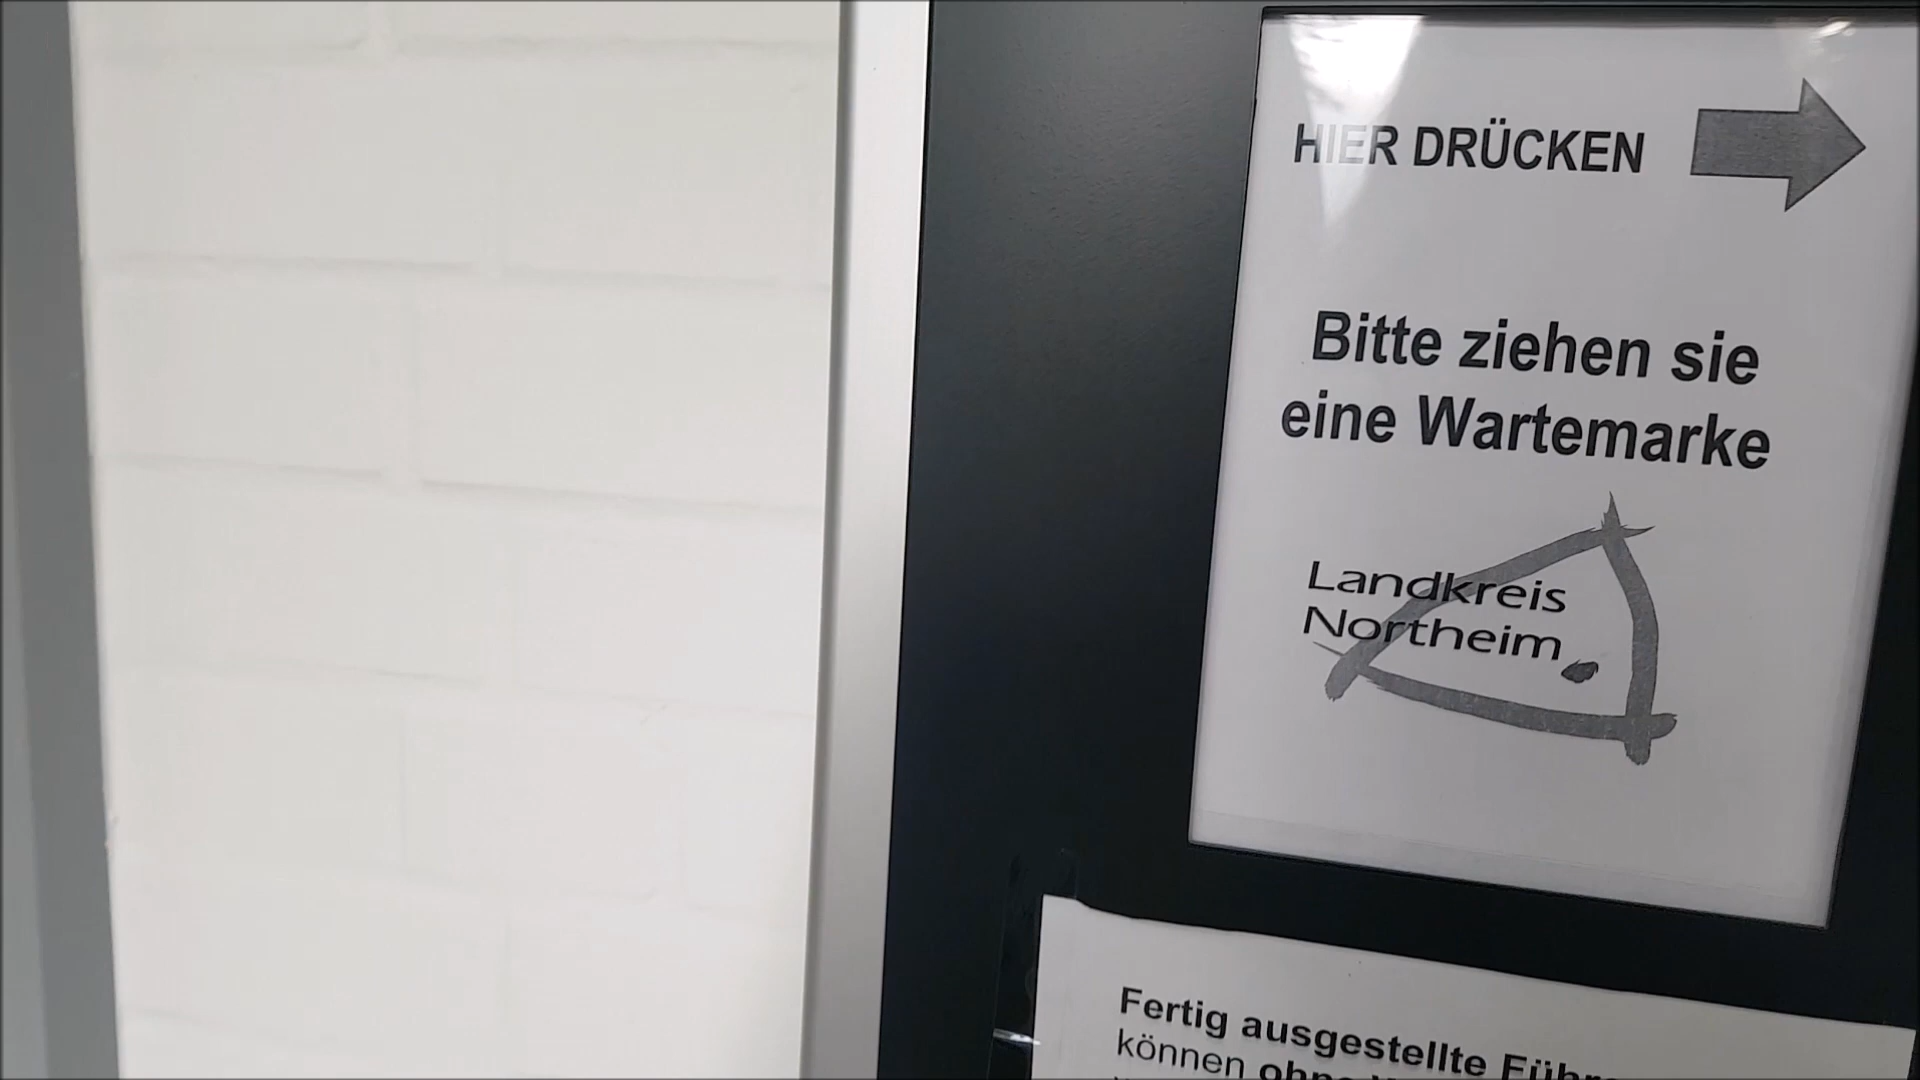 HIER DRÜCKEN
Bitte ziehen sie
eine Wartemarke
Landkreis
Northeim
Fertig ausgestellte
können